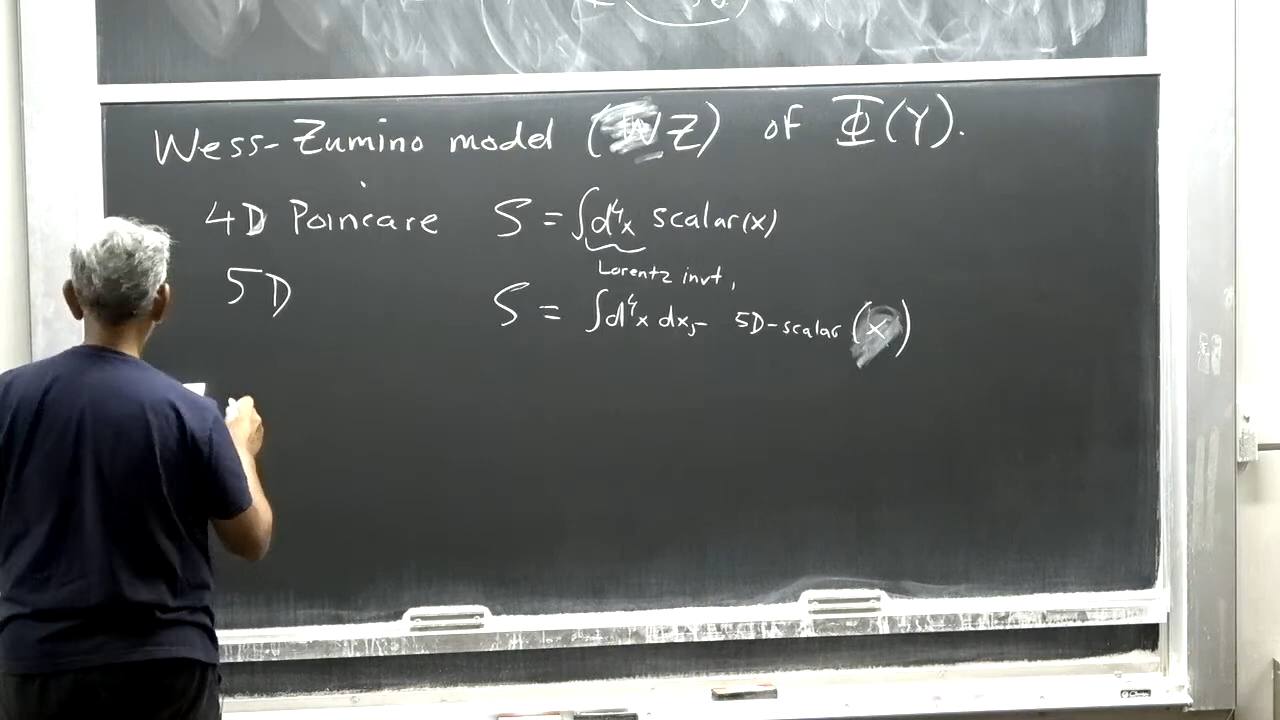 Wess-Zumino model (WZ) of Φ(Y).
4D Poincare S = ∫d⁴x scalar(x)
Lorentz invt,
5D S = ∫d⁴x dx₅ 5D-scalar (x)